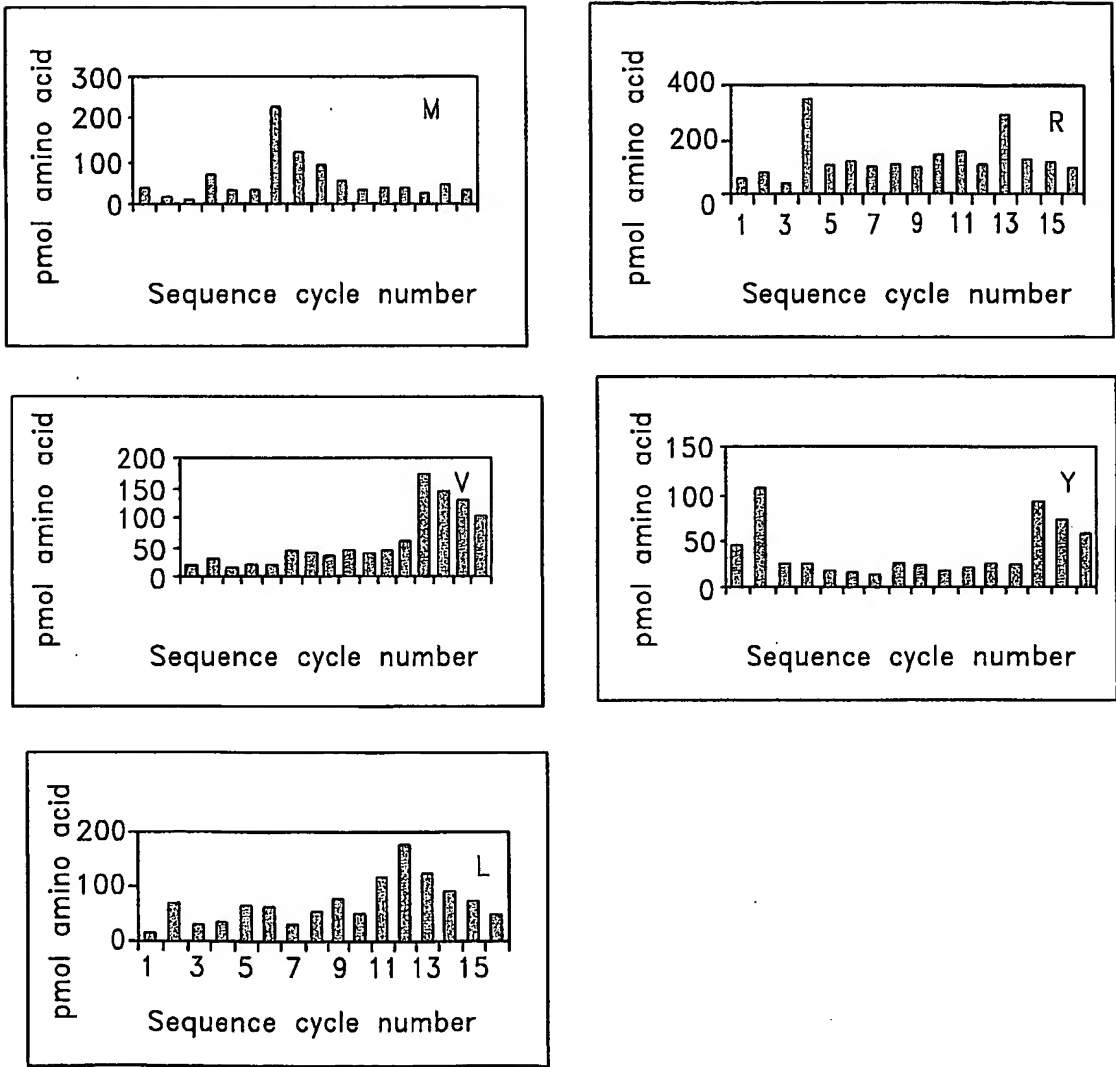 pmol amino acid
300
200
100
0
M
Sequence cycle number
pmol amino acid
400
200
0
R
1 3 5 7 9 11 13 15
Sequence cycle number
pmol amino acid
200
150
100
50
0
V
Sequence cycle number
pmol amino acid
150
100
50
0
Y
Sequence cycle number
pmol amino acid
200
100
0
L
1 3 5 7 9 11 13 15
Sequence cycle number